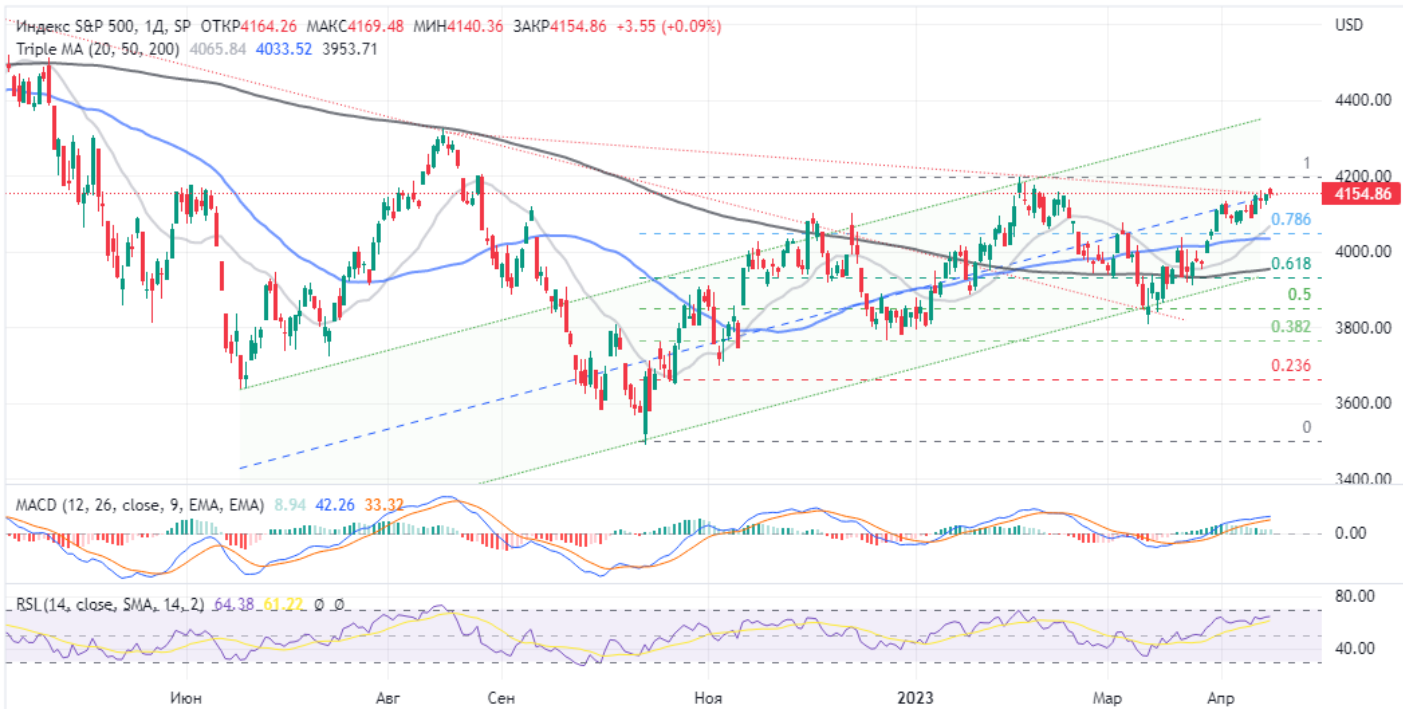 Индекс S&P 500, 1Д, SP ОТКР4164.26 МАКС4169.48 МИН4140.36 ЗАКР4154.86 +3.55 (+0.09%)
USD
Triple MA (20, 50, 200) 4065.84 4033.52 3953.71
4400.00
1
4200.00
4154.86
0.786
4000.00
0.618
0.5
0.382
3800.00
0.236
3600.00
0
3400.00
MACD (12, 26, close, 9, EMA, EMA) 8.94 42.26 33.32
0.00
RSI (14, close, SMA, 14, 2) 64.38 61.22 Ø Ø
80.00
40.00
Июн Авг Сен Ноя 2023 Мар Апр